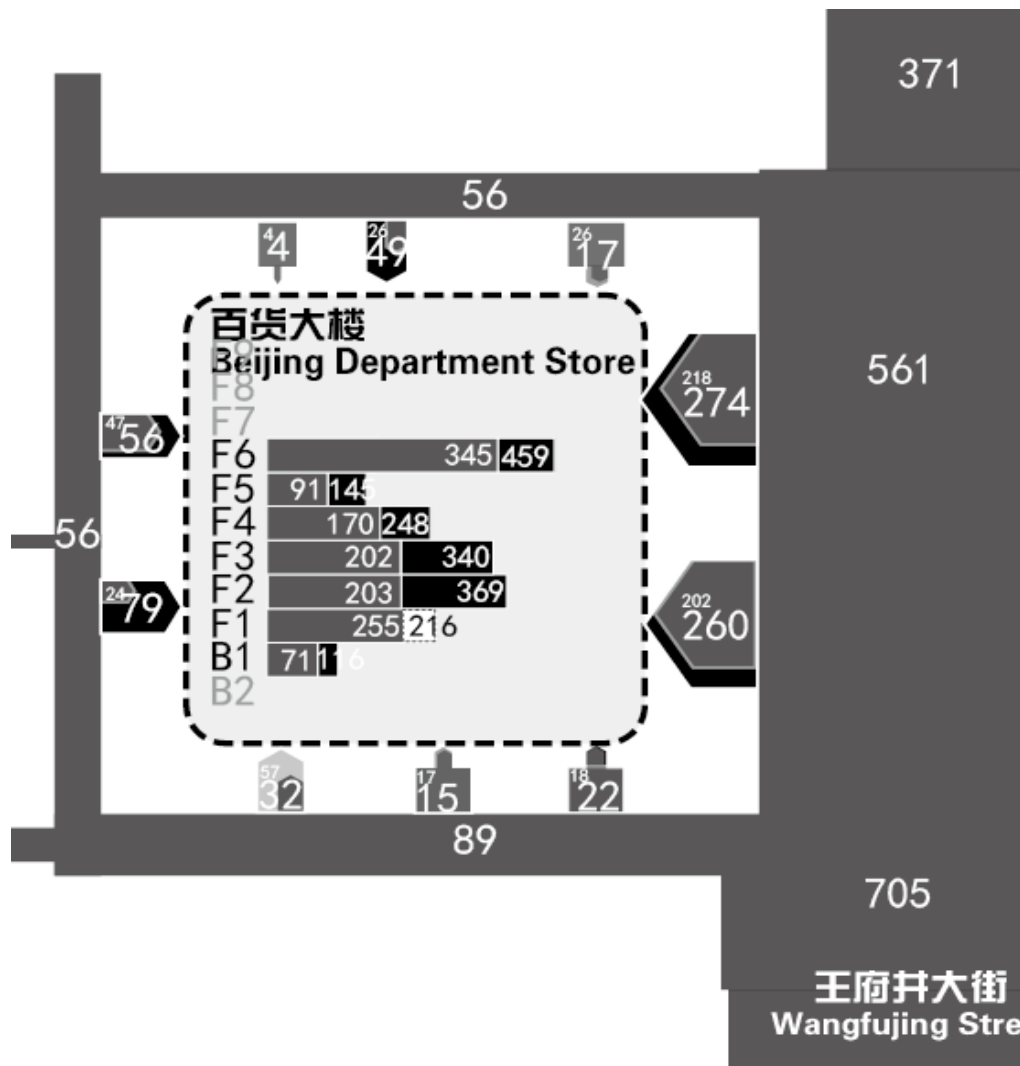 371
56
4 4
26 49
26 17
百货大楼
F9
Beijing Department Store
F8
F7
218 274
561
47 56
F6 345 459
F5 91 145
F4 170 248
56
F3 202 340
F2 203 369
24 79
202 260
F1 255 216
B1 71 116
B2
57 32
17 15
18 22
89
705
王府井大街
Wangfujing Stre